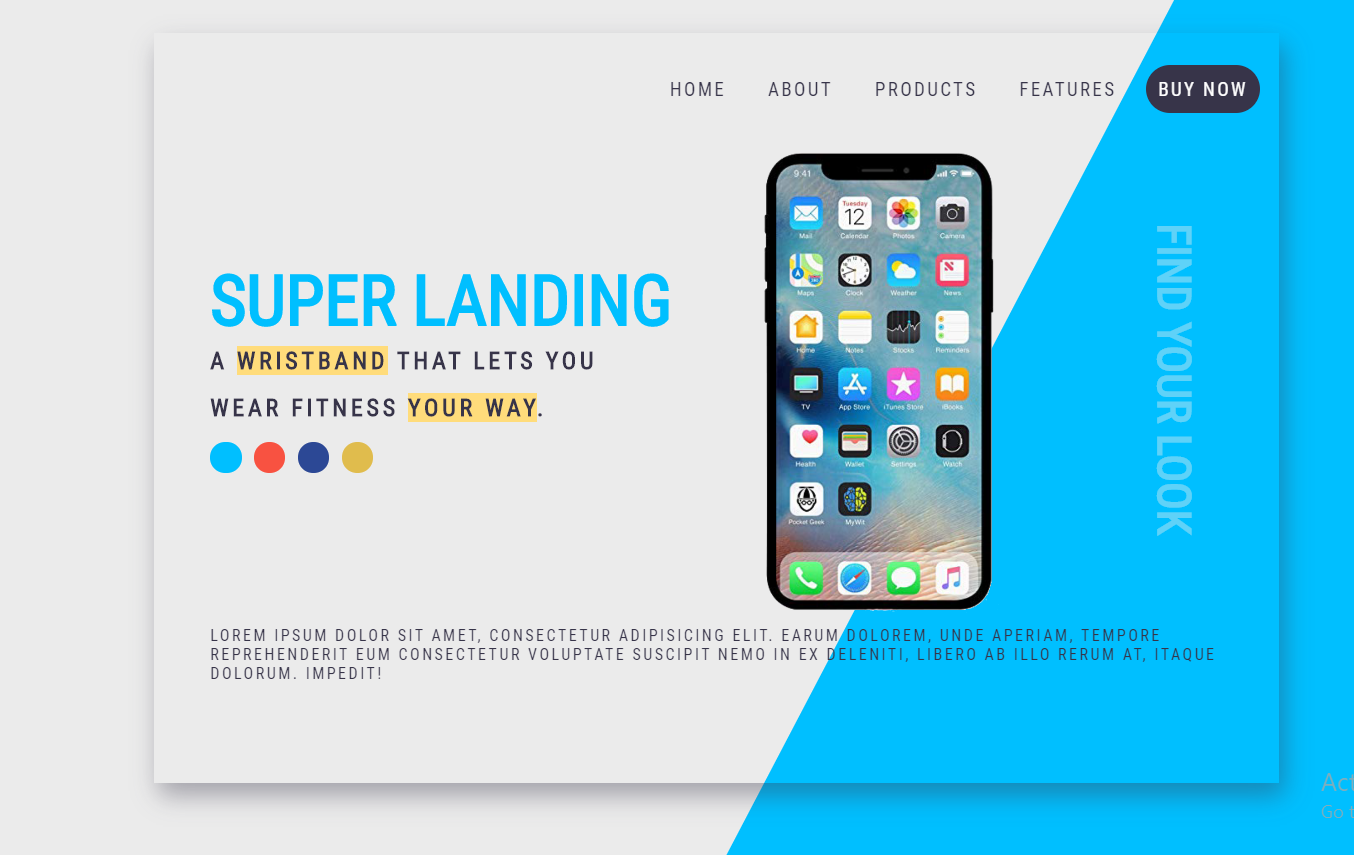 HOME ABOUT PRODUCTS FEATURES BUY NOW
9:41
Tuesday
12
Mail Calendar Photos Camera
Maps Clock Weather News
Home Notes Stocks Reminders
TV App Store iTunes Store iBooks
Health Wallet Settings Watch
Pocket Geek MyWit
FIND YOUR LOOK
SUPER LANDING
A WRISTBAND THAT LETS YOU
WEAR FITNESS YOUR WAY.
LOREM IPSUM DOLOR SIT AMET, CONSECTETUR ADIPISICING ELIT. EARUM DOLOREM, UNDE APERIAM, TEMPORE
REPREHENDERIT EUM CONSECTETUR VOLUPTATE SUSCIPIT NEMO IN EX DELENITI, LIBERO AB ILLO RERUM AT, ITAQUE
DOLORUM. IMPEDIT!
Act
Go t